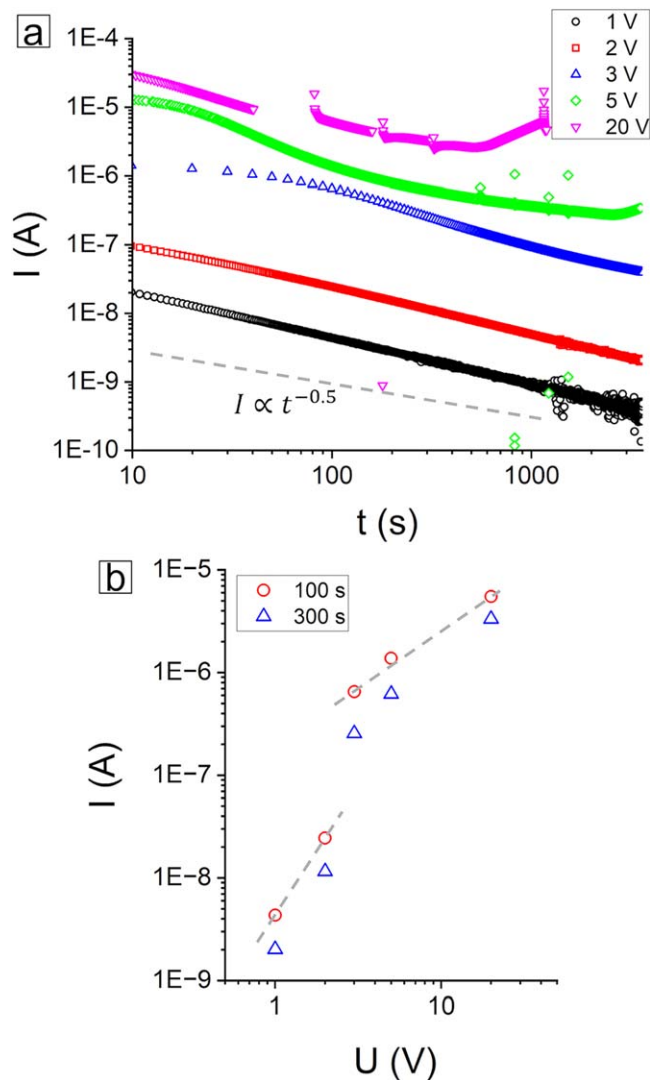 a
1E-4
1E-5
1E-6
1E-7
1E-8
1E-9
1E-10
I (A)
1 V
2 V
3 V
5 V
20 V
I ∝ t^−0.5
10
100
1000
t (s)
b
100 s
300 s
1E−5
1E−6
1E−7
1E−8
1E−9
I (A)
1
10
U (V)